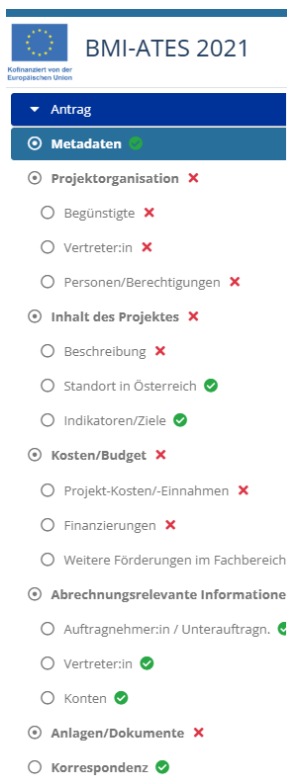 BMI-ATES 2021
Kofinanziert von der
Europäischen Union
Antrag
Metadaten
Projektorganisation
Begünstigte
Vertreter:in
Personen/Berechtigungen
Inhalt des Projektes
Beschreibung
Standort in Österreich
Indikatoren/Ziele
Kosten/Budget
Projekt-Kosten/-Einnahmen
Finanzierungen
Weitere Förderungen im Fachbereich
Abrechnungsrelevante Informatione
Auftragnehmer:in / Unterauftragn.
Vertreter:in
Konten
Anlagen/Dokumente
Korrespondenz